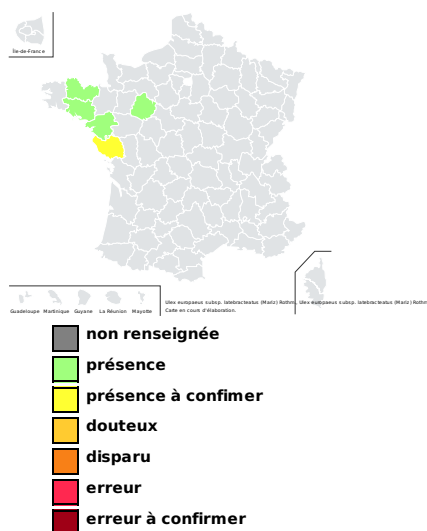 Île-de-France
Guadeloupe Martinique Guyane La Réunion Mayotte
Ulex europaeus subsp. latebracteatus (Mariz) Rothm. Ulex europaeus subsp. latebracteatus (Mariz) Rothm
Carte en cours d'élaboration.
non renseignée
présence
présence à confimer
douteux
disparu
erreur
erreur à confirmer